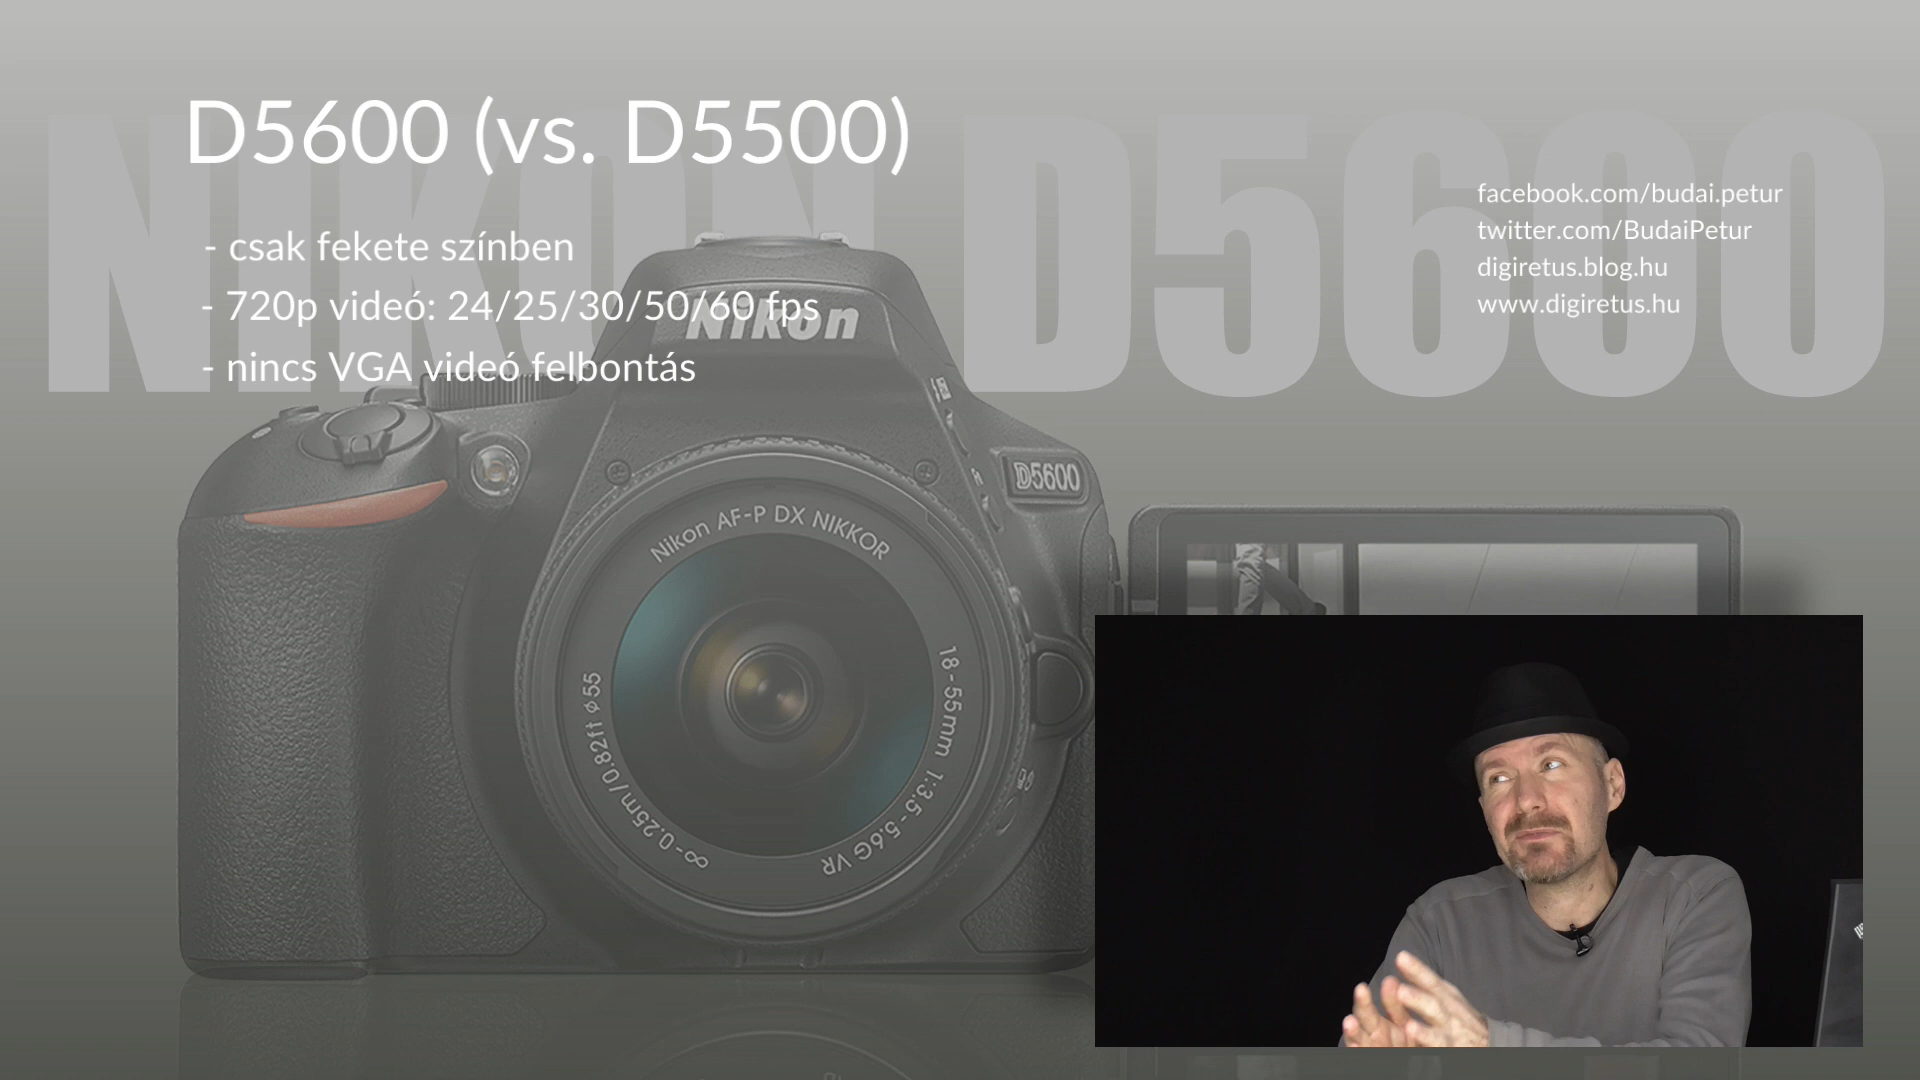 NIKON D5600
D5600 (vs. D5500)
- csak fekete színben
- 720p videó: 24/25/30/50/60 fps
- nincs VGA videó felbontás
facebook.com/budai.petur
twitter.com/BudaiPetur
digiretus.blog.hu
www.digiretus.hu
Nikon
D5600
Nikon AF-P DX NIKKOR
18-55mm 1:3.5-5.6G VR
∞-0.25m/0.82ft ⌀55